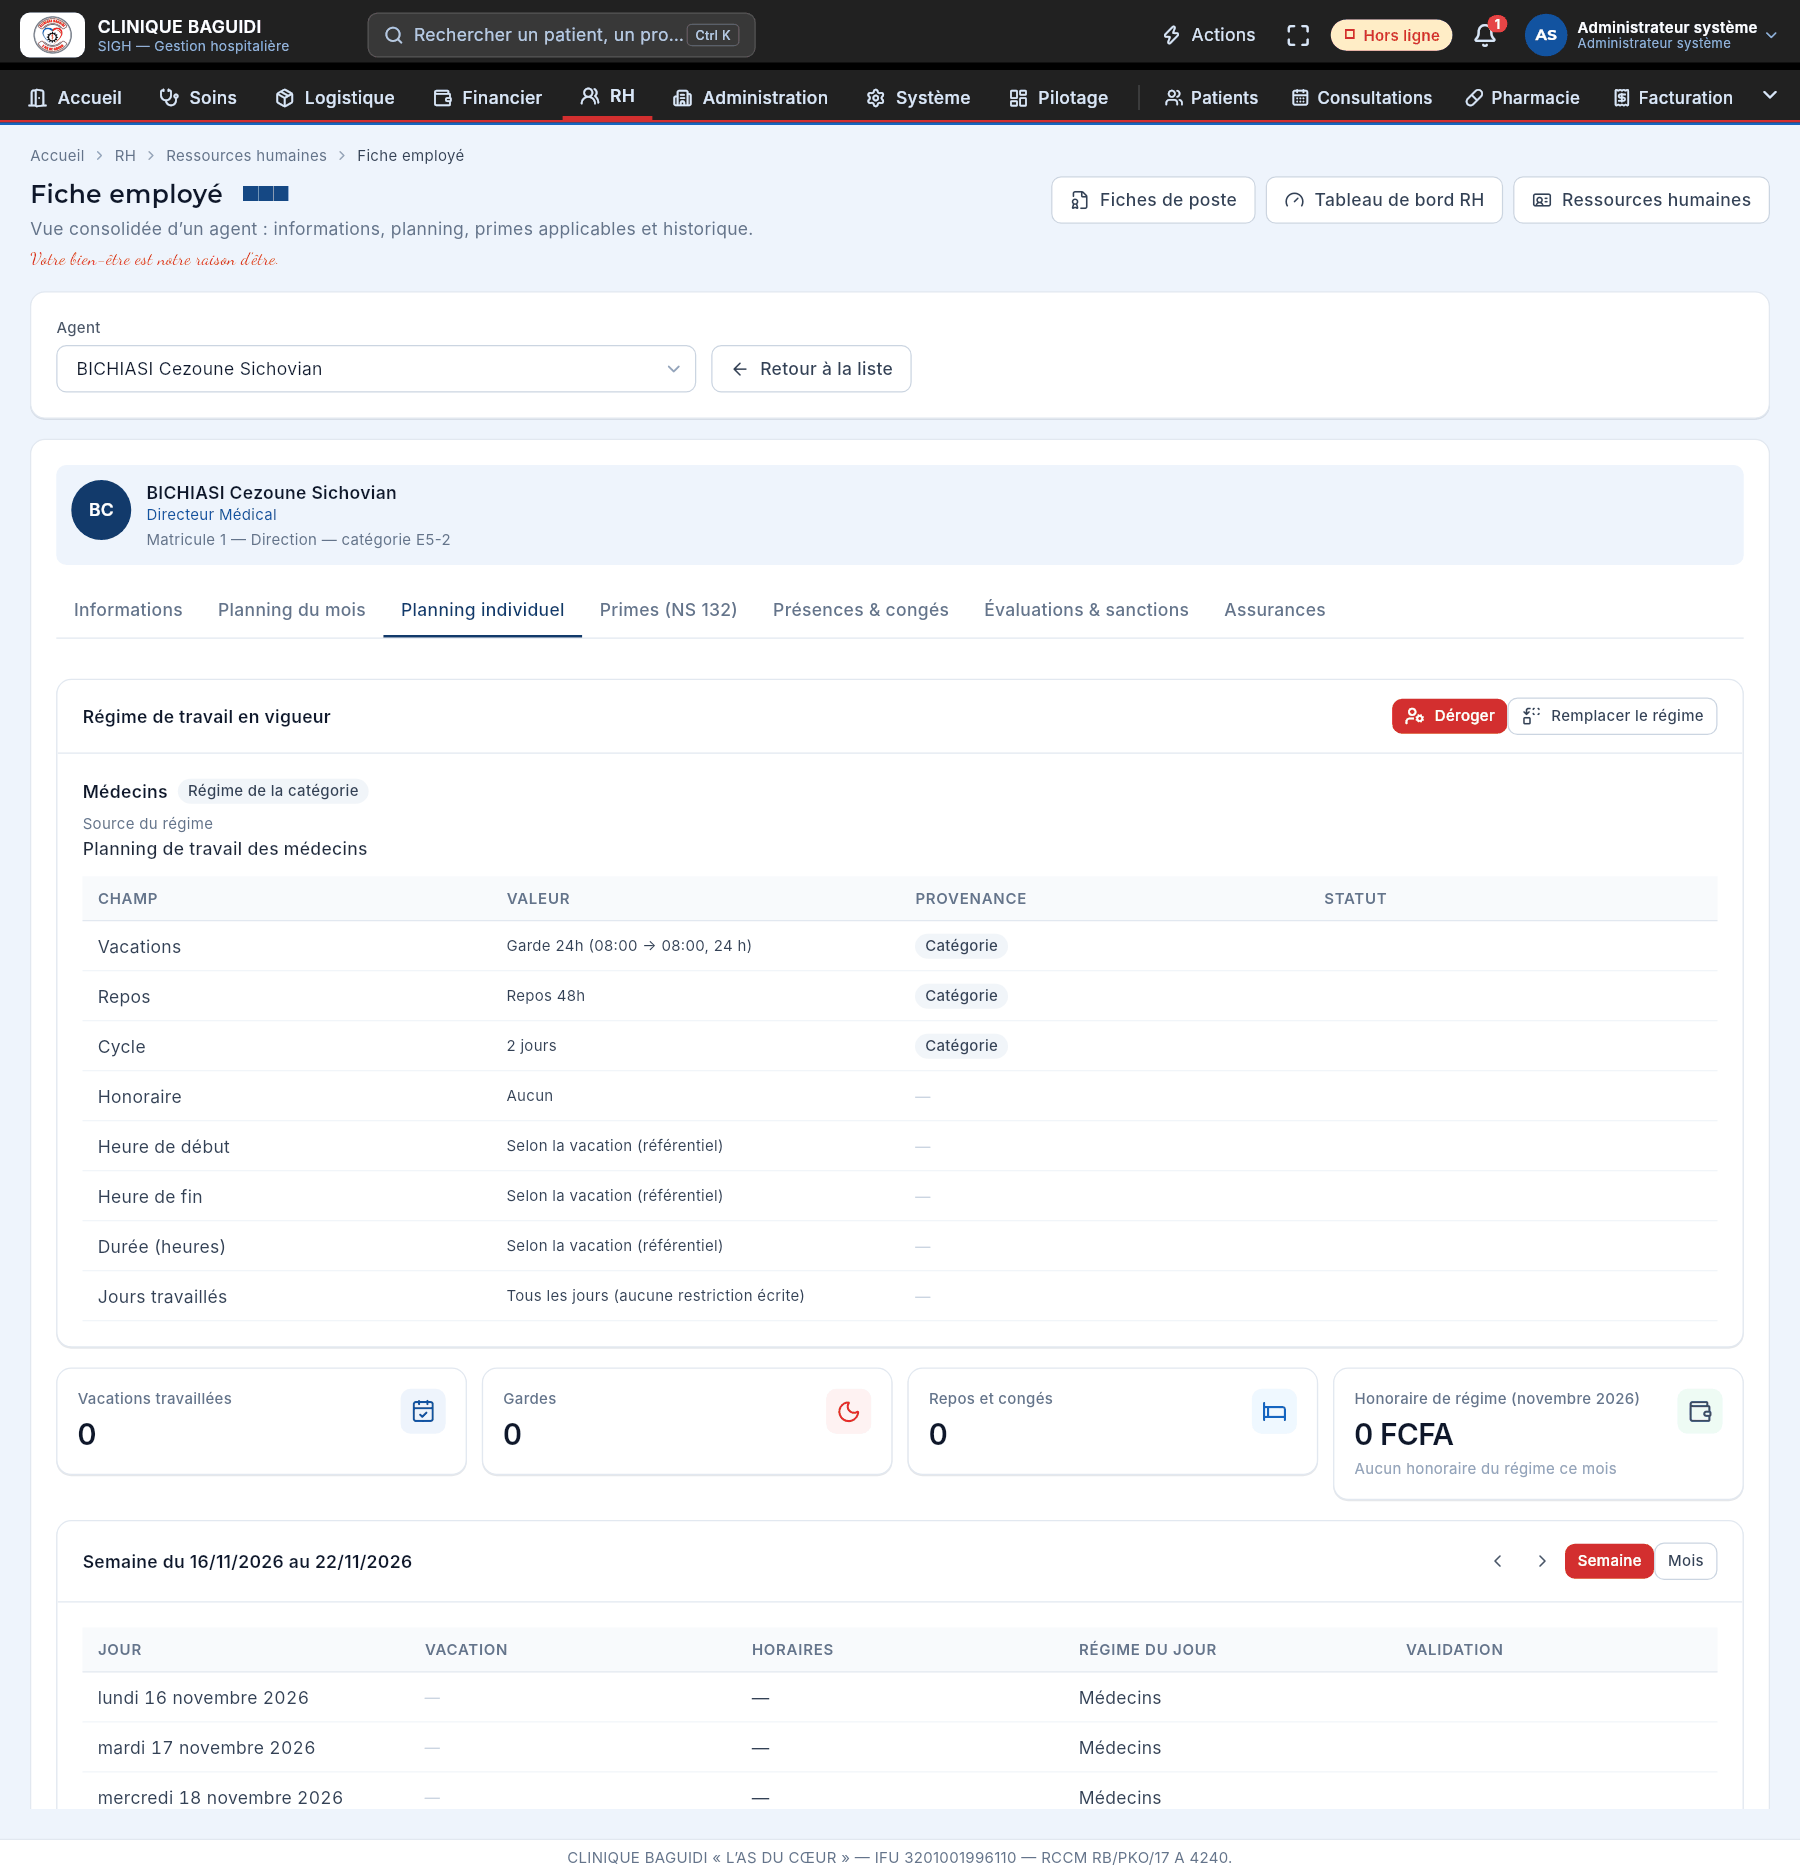 CLINIQUE BAGUIDI
SIGH — Gestion hospitalière
Rechercher un patient, un pro... Ctrl K
Actions
Hors ligne
1
AS
Administrateur système
Administrateur système
Accueil Soins Logistique Financier RH Administration Système Pilotage Patients Consultations Pharmacie Facturation
Accueil > RH > Ressources humaines > Fiche employé
Fiche employé
Fiches de poste
Tableau de bord RH
Ressources humaines
Vue consolidée d’un agent : informations, planning, primes applicables et historique.
Votre bien-être est notre raison d'être.
Agent
BICHIASI Cezoune Sichovian
Retour à la liste
BC
BICHIASI Cezoune Sichovian
Directeur Médical
Matricule 1 — Direction — catégorie E5-2
Informations Planning du mois Planning individuel Primes (NS 132) Présences & congés Évaluations & sanctions Assurances
Régime de travail en vigueur
Déroger
Remplacer le régime
Médecins Régime de la catégorie
Source du régime
Planning de travail des médecins
CHAMP VALEUR PROVENANCE STATUT
Vacations Garde 24h (08:00 → 08:00, 24 h) Catégorie
Repos Repos 48h Catégorie
Cycle 2 jours Catégorie
Honoraire Aucun —
Heure de début Selon la vacation (référentiel) —
Heure de fin Selon la vacation (référentiel) —
Durée (heures) Selon la vacation (référentiel) —
Jours travaillés Tous les jours (aucune restriction écrite) —
Vacations travaillées
0
Gardes
0
Repos et congés
0
Honoraire de régime (novembre 2026)
0 FCFA
Aucun honoraire du régime ce mois
Semaine du 16/11/2026 au 22/11/2026
Semaine Mois
JOUR VACATION HORAIRES RÉGIME DU JOUR VALIDATION
lundi 16 novembre 2026 — — Médecins
mardi 17 novembre 2026 — — Médecins
mercredi 18 novembre 2026 — — Médecins
CLINIQUE BAGUIDI « L’AS DU CŒUR » — IFU 3201001996110 — RCCM RB/PKO/17 A 4240.